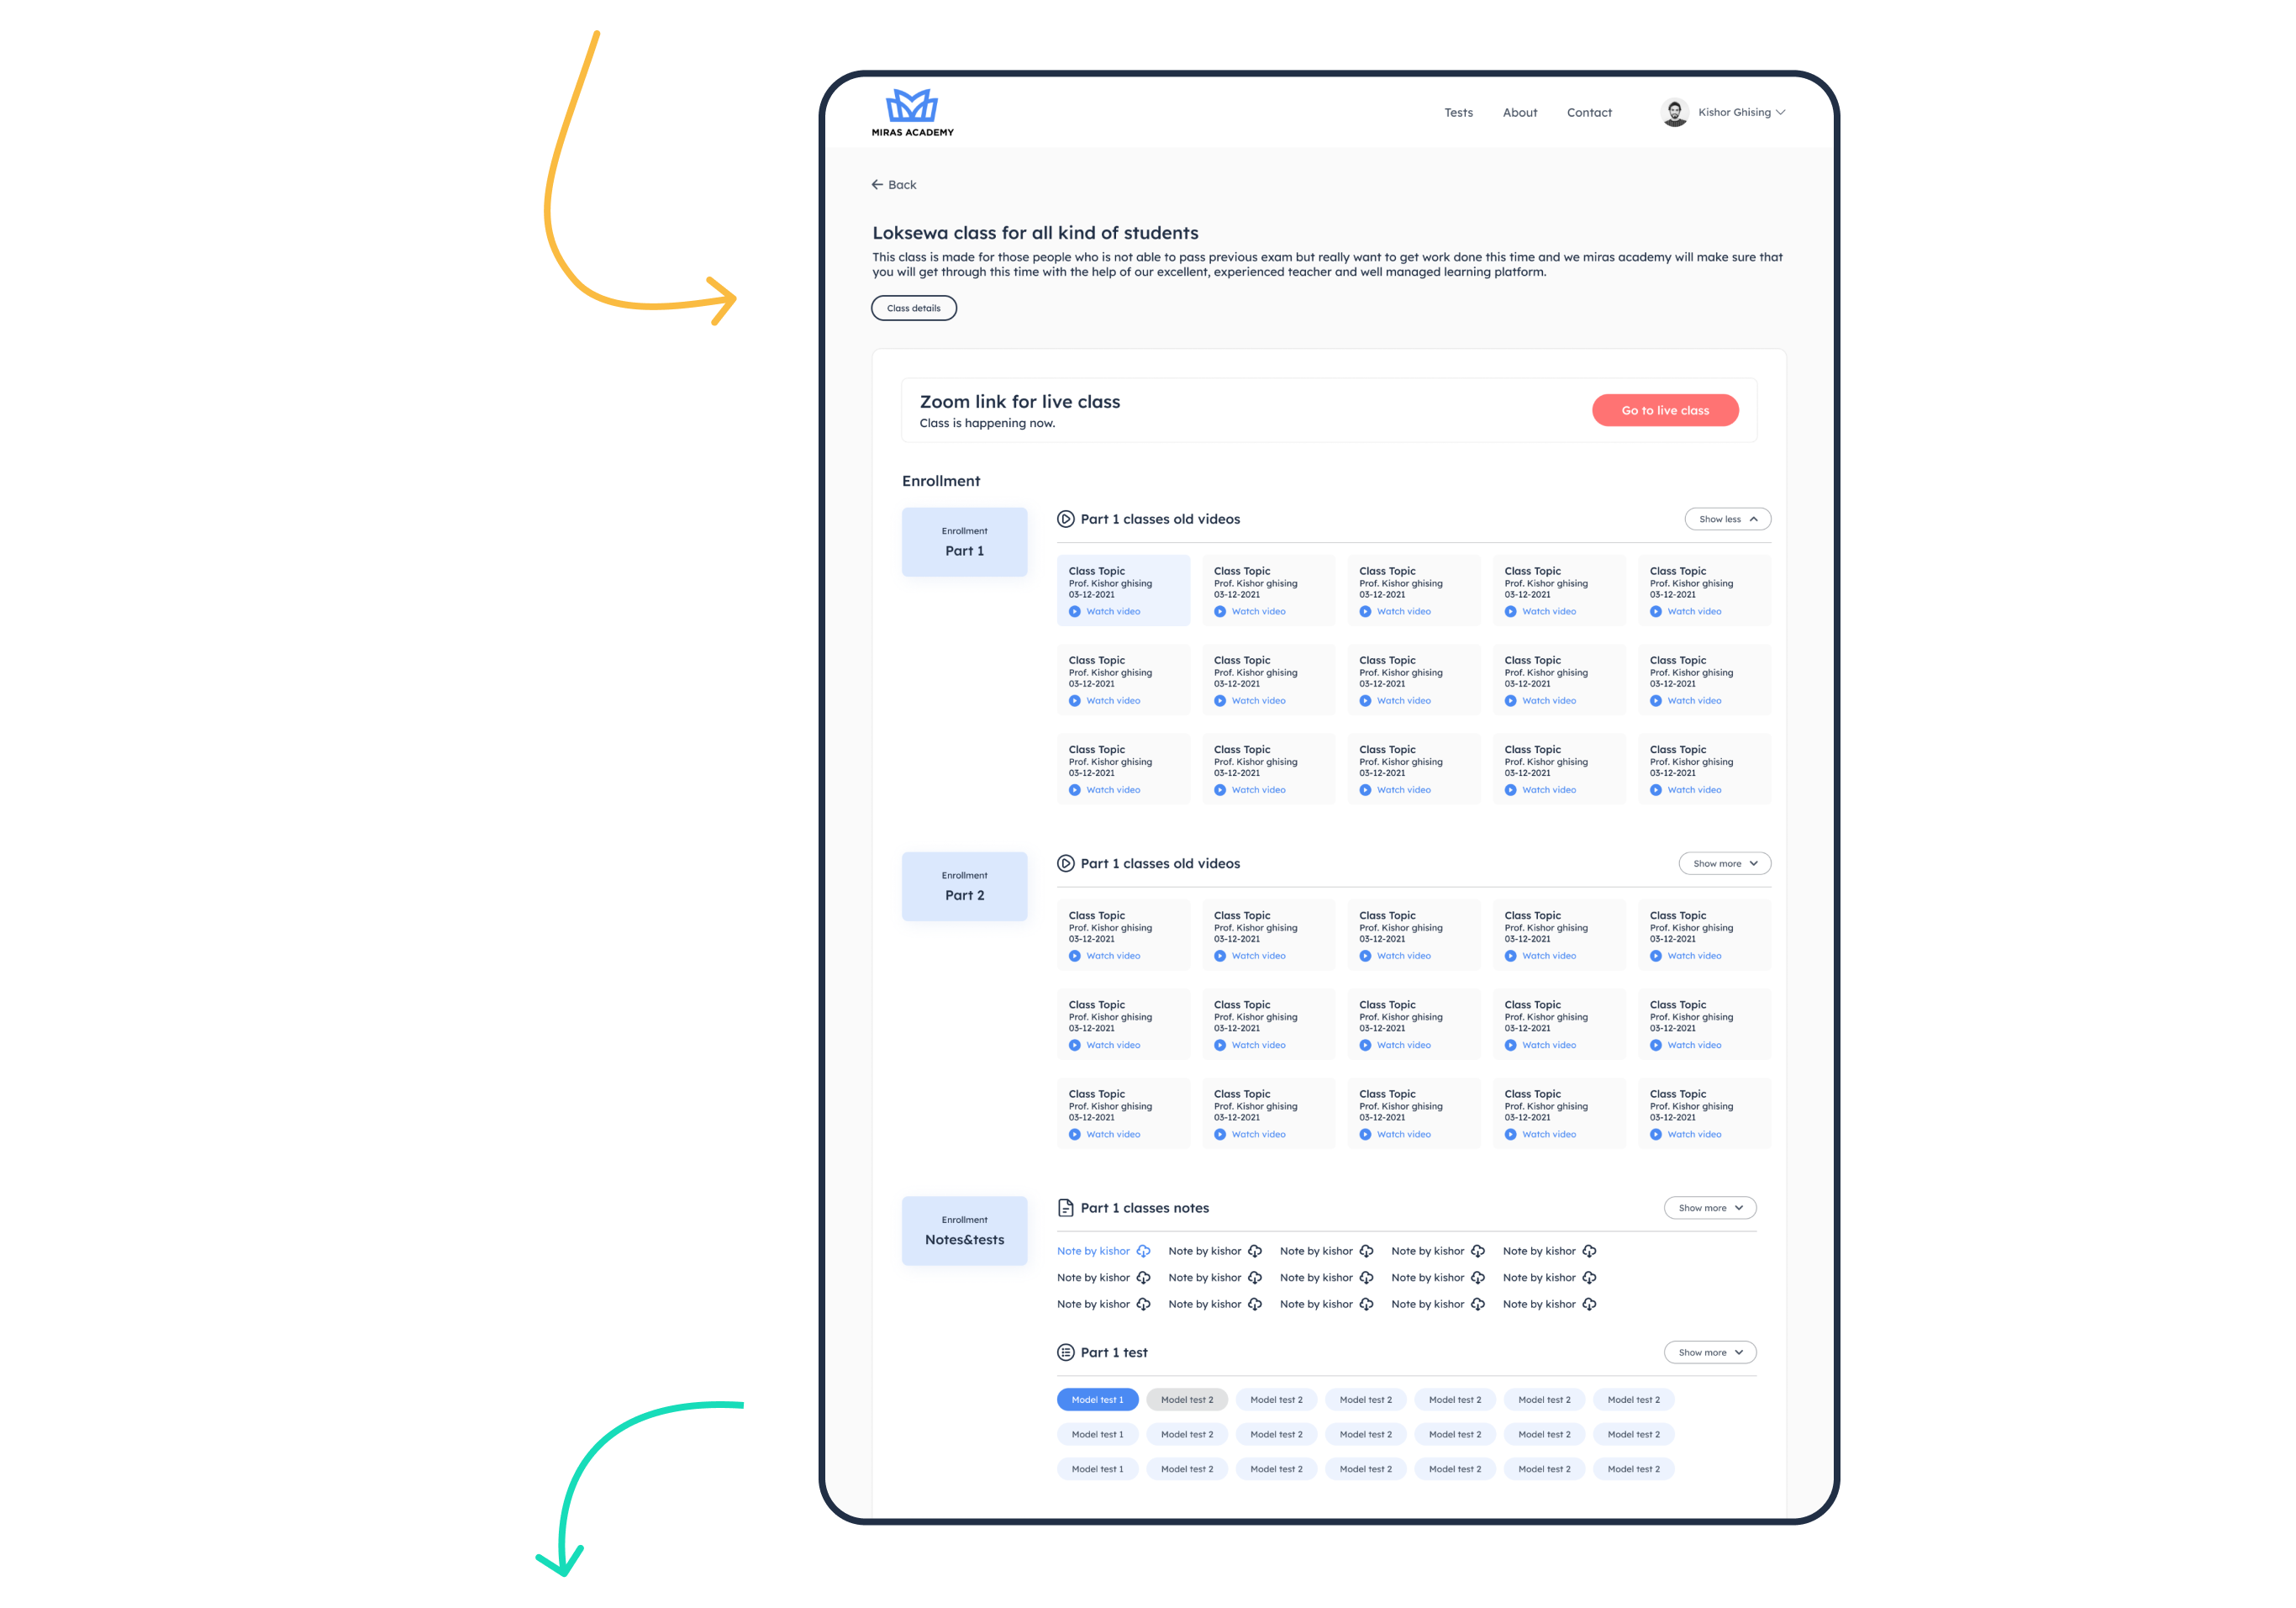 MIRAS ACADEMY
Tests About Contact Kishor Ghising
Back
Loksewa class for all kind of students
This class is made for those people who is not able to pass previous exam but really want to get work done this time and we miras academy will make sure that
you will get through this time with the help of our excellent, experienced teacher and well managed learning platform.
Class details
Zoom link for live class
Class is happening now.
Go to live class
Enrollment
Enrollment
Part 1
Part 1 classes old videos
Show less
Class Topic Class Topic Class Topic Class Topic Class Topic
Prof. Kishor ghising Prof. Kishor ghising Prof. Kishor ghising Prof. Kishor ghising Prof. Kishor ghising
03-12-2021 03-12-2021 03-12-2021 03-12-2021 03-12-2021
Watch video Watch video Watch video Watch video Watch video
Class Topic Class Topic Class Topic Class Topic Class Topic
Prof. Kishor ghising Prof. Kishor ghising Prof. Kishor ghising Prof. Kishor ghising Prof. Kishor ghising
03-12-2021 03-12-2021 03-12-2021 03-12-2021 03-12-2021
Watch video Watch video Watch video Watch video Watch video
Class Topic Class Topic Class Topic Class Topic Class Topic
Prof. Kishor ghising Prof. Kishor ghising Prof. Kishor ghising Prof. Kishor ghising Prof. Kishor ghising
03-12-2021 03-12-2021 03-12-2021 03-12-2021 03-12-2021
Watch video Watch video Watch video Watch video Watch video
Enrollment
Part 2
Part 1 classes old videos
Show more
Class Topic Class Topic Class Topic Class Topic Class Topic
Prof. Kishor ghising Prof. Kishor ghising Prof. Kishor ghising Prof. Kishor ghising Prof. Kishor ghising
03-12-2021 03-12-2021 03-12-2021 03-12-2021 03-12-2021
Watch video Watch video Watch video Watch video Watch video
Class Topic Class Topic Class Topic Class Topic Class Topic
Prof. Kishor ghising Prof. Kishor ghising Prof. Kishor ghising Prof. Kishor ghising Prof. Kishor ghising
03-12-2021 03-12-2021 03-12-2021 03-12-2021 03-12-2021
Watch video Watch video Watch video Watch video Watch video
Class Topic Class Topic Class Topic Class Topic Class Topic
Prof. Kishor ghising Prof. Kishor ghising Prof. Kishor ghising Prof. Kishor ghising Prof. Kishor ghising
03-12-2021 03-12-2021 03-12-2021 03-12-2021 03-12-2021
Watch video Watch video Watch video Watch video Watch video
Enrollment
Notes&tests
Part 1 classes notes
Show more
Note by kishor Note by kishor Note by kishor Note by kishor Note by kishor
Note by kishor Note by kishor Note by kishor Note by kishor Note by kishor
Note by kishor Note by kishor Note by kishor Note by kishor Note by kishor
Part 1 test
Show more
Model test 1 Model test 2 Model test 2 Model test 2 Model test 2 Model test 2 Model test 2
Model test 1 Model test 2 Model test 2 Model test 2 Model test 2 Model test 2 Model test 2
Model test 1 Model test 2 Model test 2 Model test 2 Model test 2 Model test 2 Model test 2